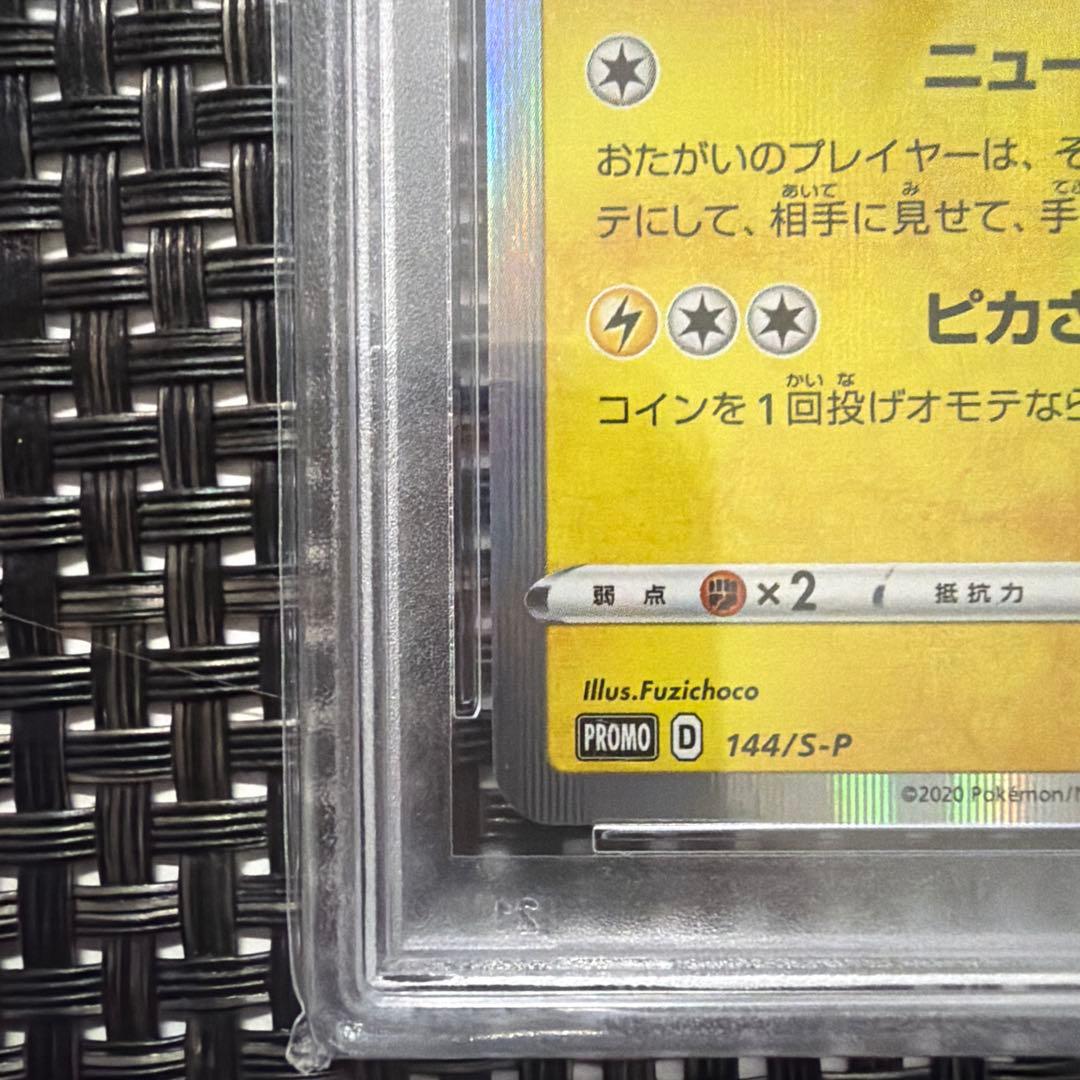 ニュー
おたがいのプレイヤーは、そ
あいて み
テにして、相手に見せて、手
ピカさ
かい な
コインを1回投げオモテなら
弱点 ×2 抵抗力
Illus.Fuzichoco
PROMO D 144/S-P
©2020 Pokémon/N